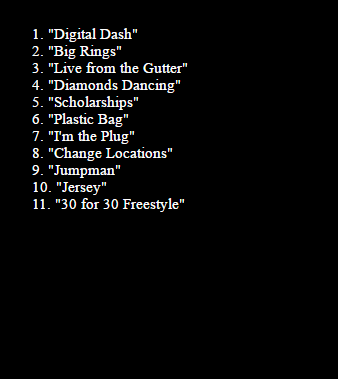 1. "Digital Dash"
2. "Big Rings"
3. "Live from the Gutter"
4. "Diamonds Dancing"
5. "Scholarships"
6. "Plastic Bag"
7. "I'm the Plug"
8. "Change Locations"
9. "Jumpman"
10. "Jersey"
11. "30 for 30 Freestyle"